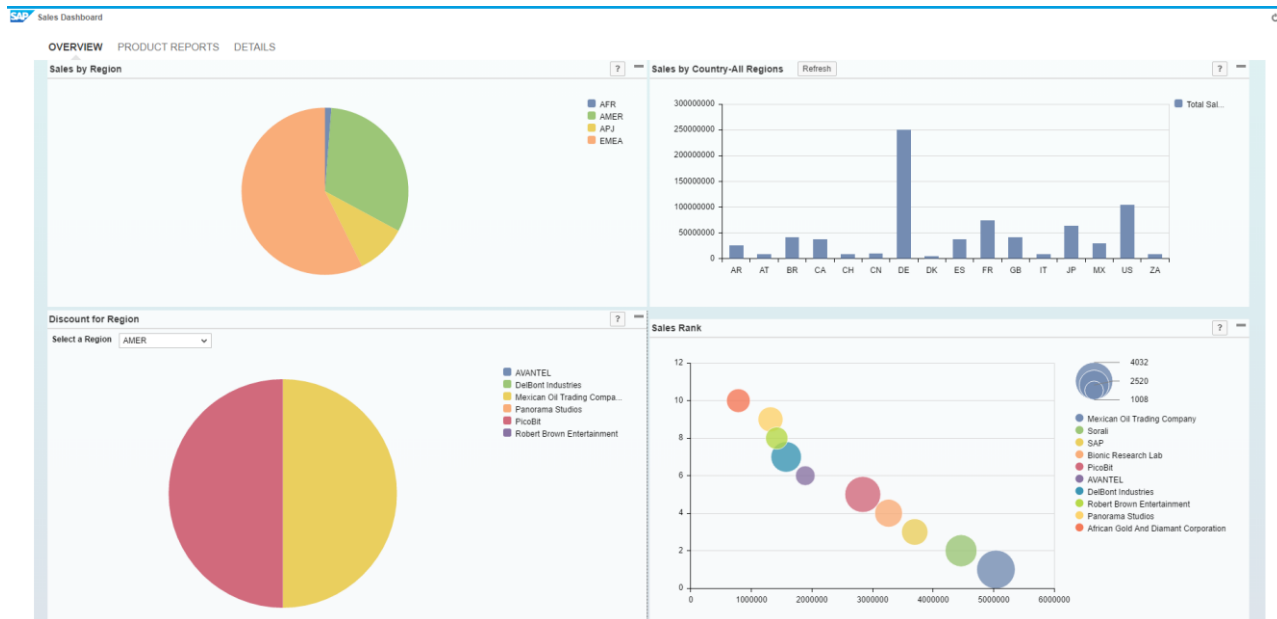 SAP Sales Dashboard
OVERVIEW PRODUCT REPORTS DETAILS
Sales by Region ?
AFR
AMER
APJ
EMEA
Sales by Country-All Regions Refresh ?
300000000
250000000
200000000
150000000
100000000
50000000
0
AR AT BR CA CH CN DE DK ES FR GB IT JP MX US ZA
Total Sal...
Discount for Region ?
Select a Region AMER
AVANTEL
DelBont Industries
Mexican Oil Trading Compa...
Panorama Studios
PicoBit
Robert Brown Entertainment
Sales Rank ?
12
10
8
6
4
2
0
0 1000000 2000000 3000000 4000000 5000000 6000000
4032
2520
1008
Mexican Oil Trading Company
Sorali
SAP
Bionic Research Lab
PicoBit
AVANTEL
DelBont Industries
Robert Brown Entertainment
Panorama Studios
African Gold And Diamant Corporation